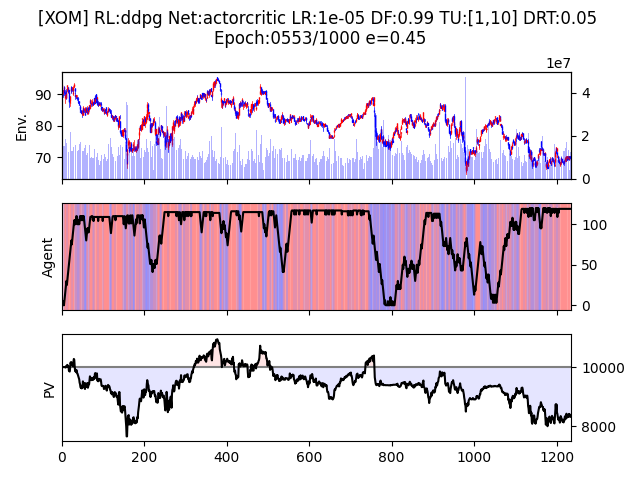 [XOM] RL:ddpg Net:actorcritic LR:1e-05 DF:0.99 TU:[1,10] DRT:0.05
Epoch:0553/1000 e=0.45
1e7
Env.
90
80
70
4
2
0
Agent
100
50
0
PV
10000
8000
0 200 400 600 800 1000 1200